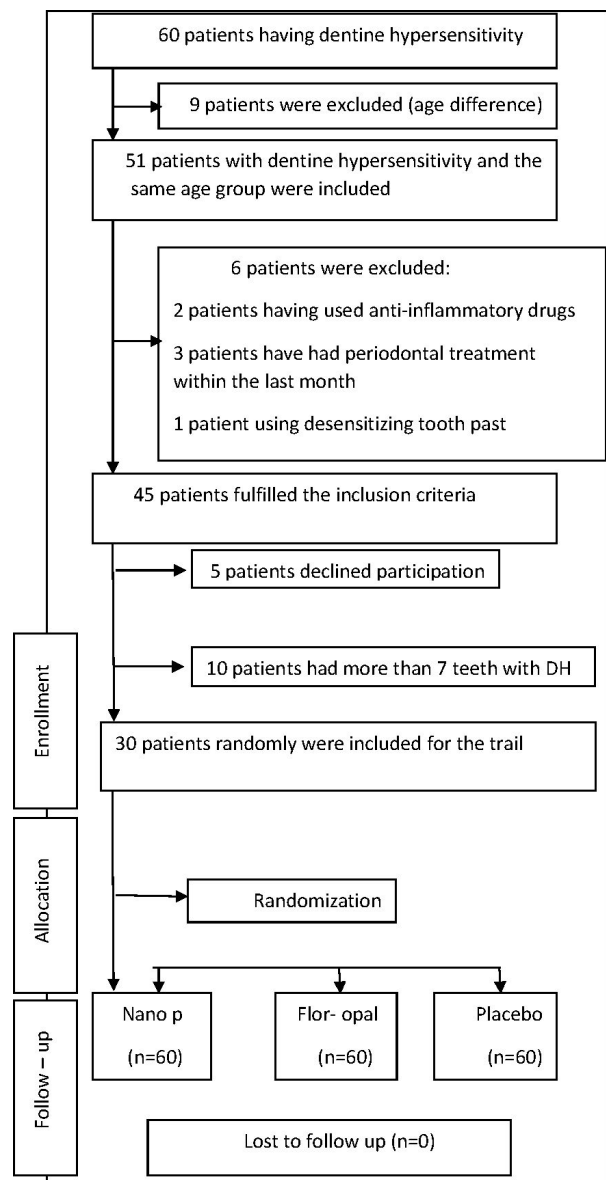 60 patients having dentine hypersensitivity
9 patients were excluded (age difference)
51 patients with dentine hypersensitivity and the
same age group were included
6 patients were excluded:
2 patients having used anti-inflammatory drugs
3 patients have had periodontal treatment
within the last month
1 patient using desensitizing tooth past
45 patients fulfilled the inclusion criteria
5 patients declined participation
10 patients had more than 7 teeth with DH
Enrollment
30 patients randomly were included for the trail
Allocation
Randomization
Follow – up
Nano p
(n=60)
Flor- opal
(n=60)
Placebo
(n=60)
Lost to follow up (n=0)